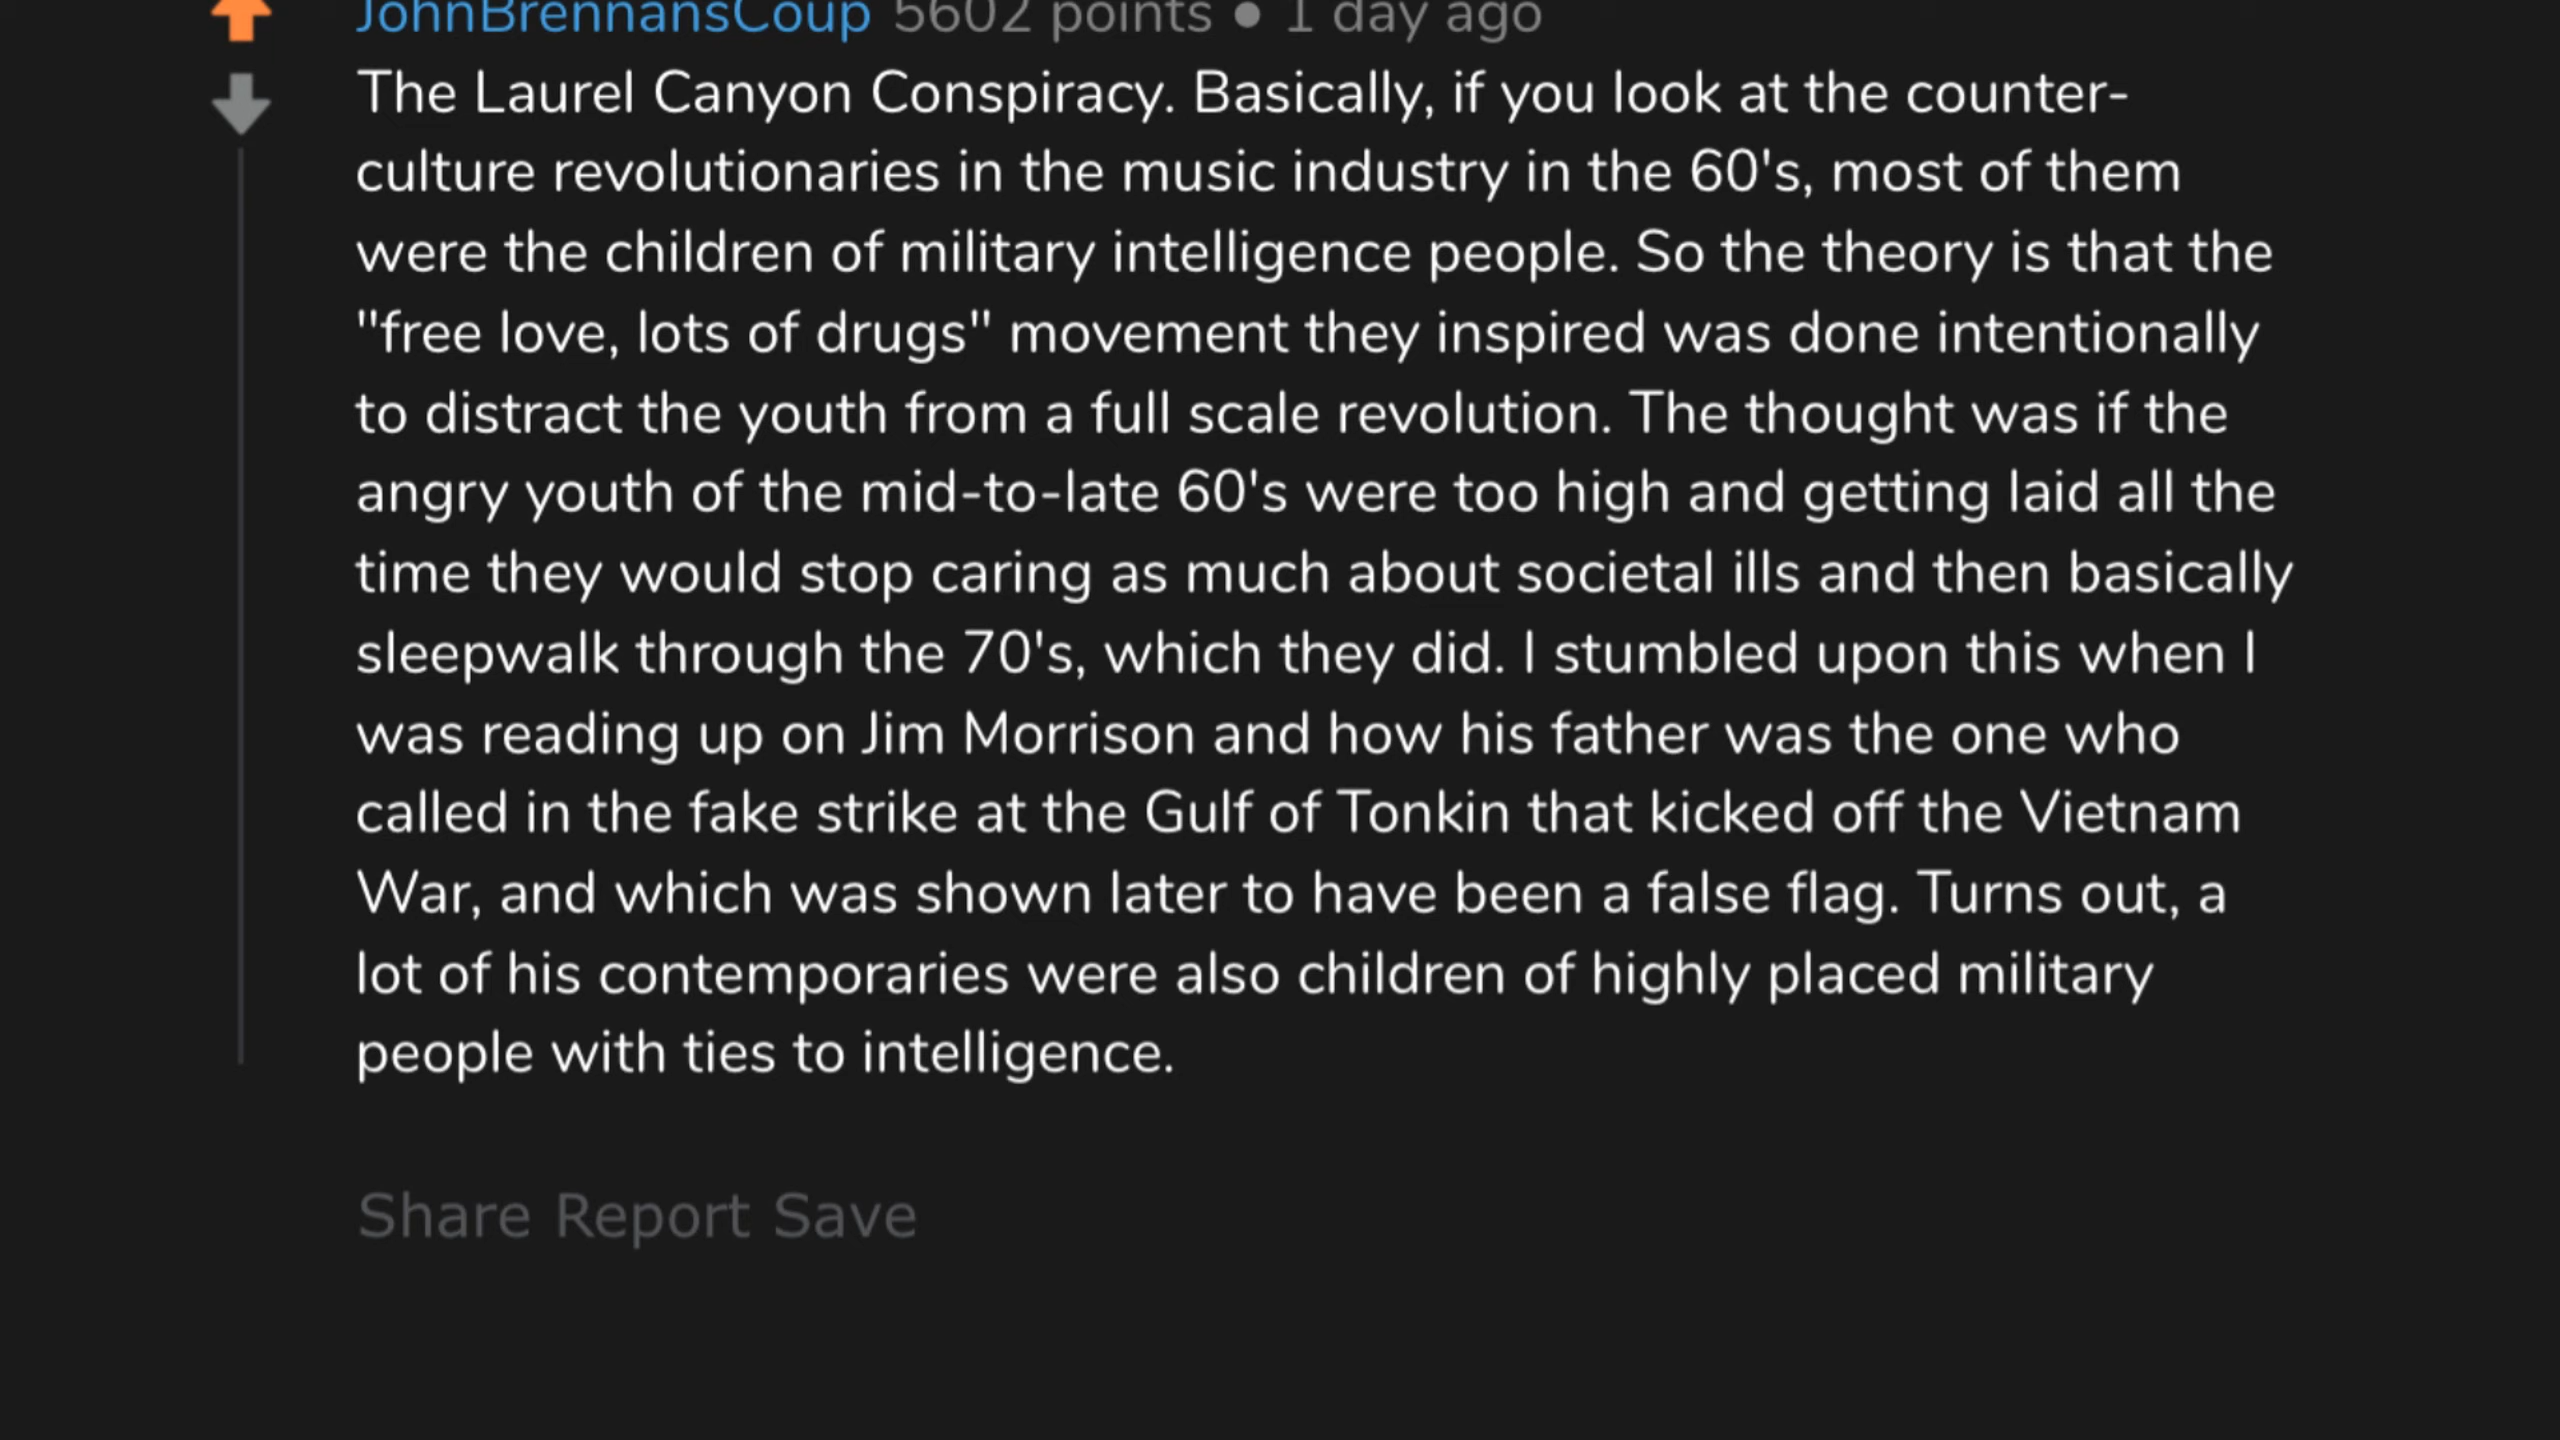 JohnBrennansCoup 5602 points • 1 day ago
The Laurel Canyon Conspiracy. Basically, if you look at the counter-
culture revolutionaries in the music industry in the 60's, most of them
were the children of military intelligence people. So the theory is that the
"free love, lots of drugs" movement they inspired was done intentionally
to distract the youth from a full scale revolution. The thought was if the
angry youth of the mid-to-late 60's were too high and getting laid all the
time they would stop caring as much about societal ills and then basically
sleepwalk through the 70's, which they did. I stumbled upon this when I
was reading up on Jim Morrison and how his father was the one who
called in the fake strike at the Gulf of Tonkin that kicked off the Vietnam
War, and which was shown later to have been a false flag. Turns out, a
lot of his contemporaries were also children of highly placed military
people with ties to intelligence.
Share Report Save